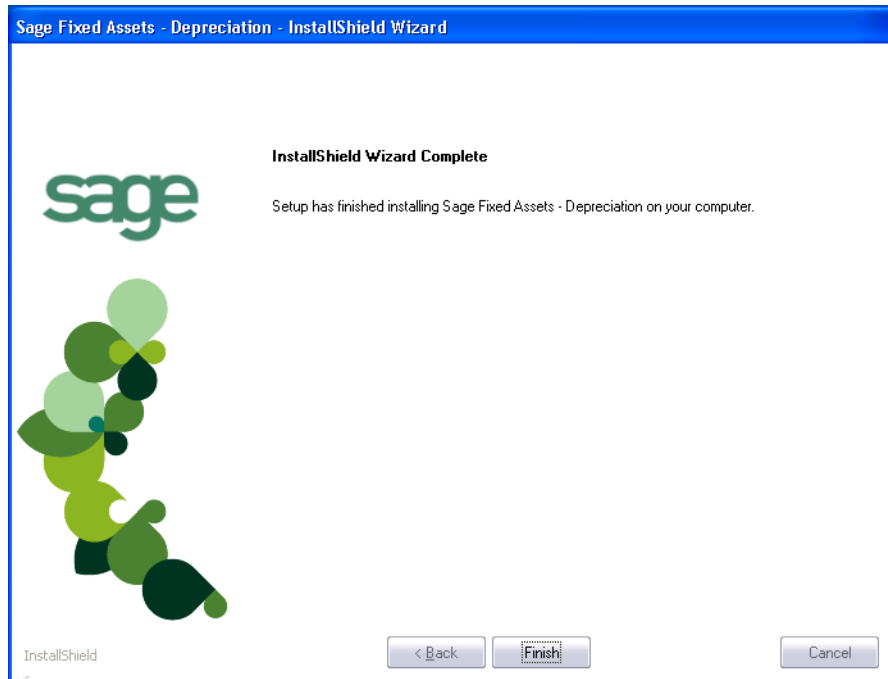 Sage Fixed Assets - Depreciation - InstallShield Wizard
InstallShield Wizard Complete
sage
Setup has finished installing Sage Fixed Assets - Depreciation on your computer.
InstallShield
< Back
Finish
Cancel